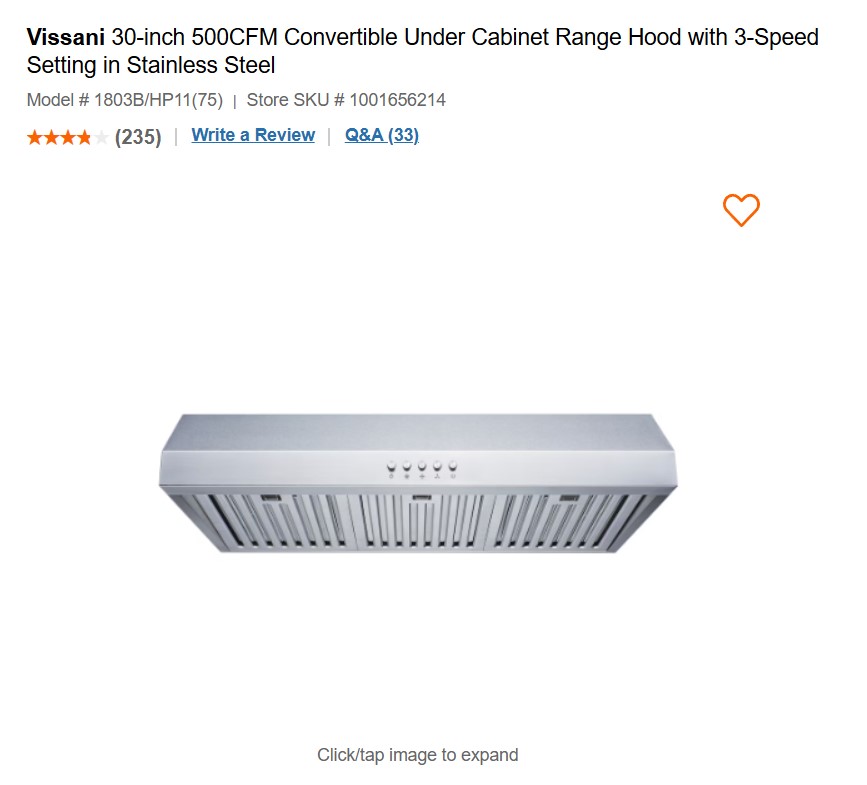 Vissani 30-inch 500CFM Convertible Under Cabinet Range Hood with 3-Speed
Setting in Stainless Steel
Model # 1803B/HP11(75) | Store SKU # 1001656214
(235) | Write a Review | Q&A (33)
Click/tap image to expand